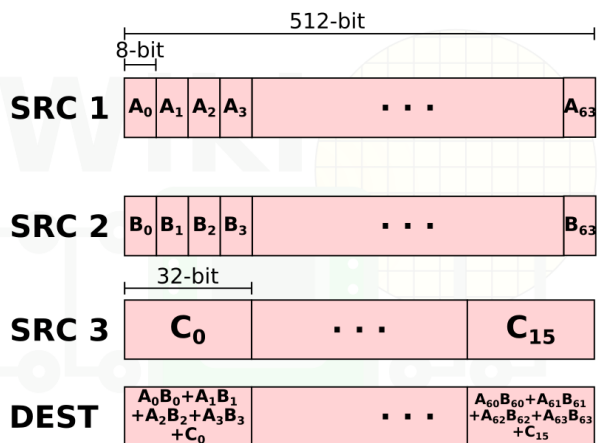 512-bit
8-bit
SRC 1 A₀ A₁ A₂ A₃ · · · A₆₃
SRC 2 B₀ B₁ B₂ B₃ · · · B₆₃
32-bit
SRC 3 C₀ · · · C₁₅
DEST
A₀B₀+A₁B₁
+A₂B₂+A₃B₃
+C₀
· · ·
A₆₀B₆₀+A₆₁B₆₁
+A₆₂B₆₂+A₆₃B₆₃
+C₁₅
WIKI